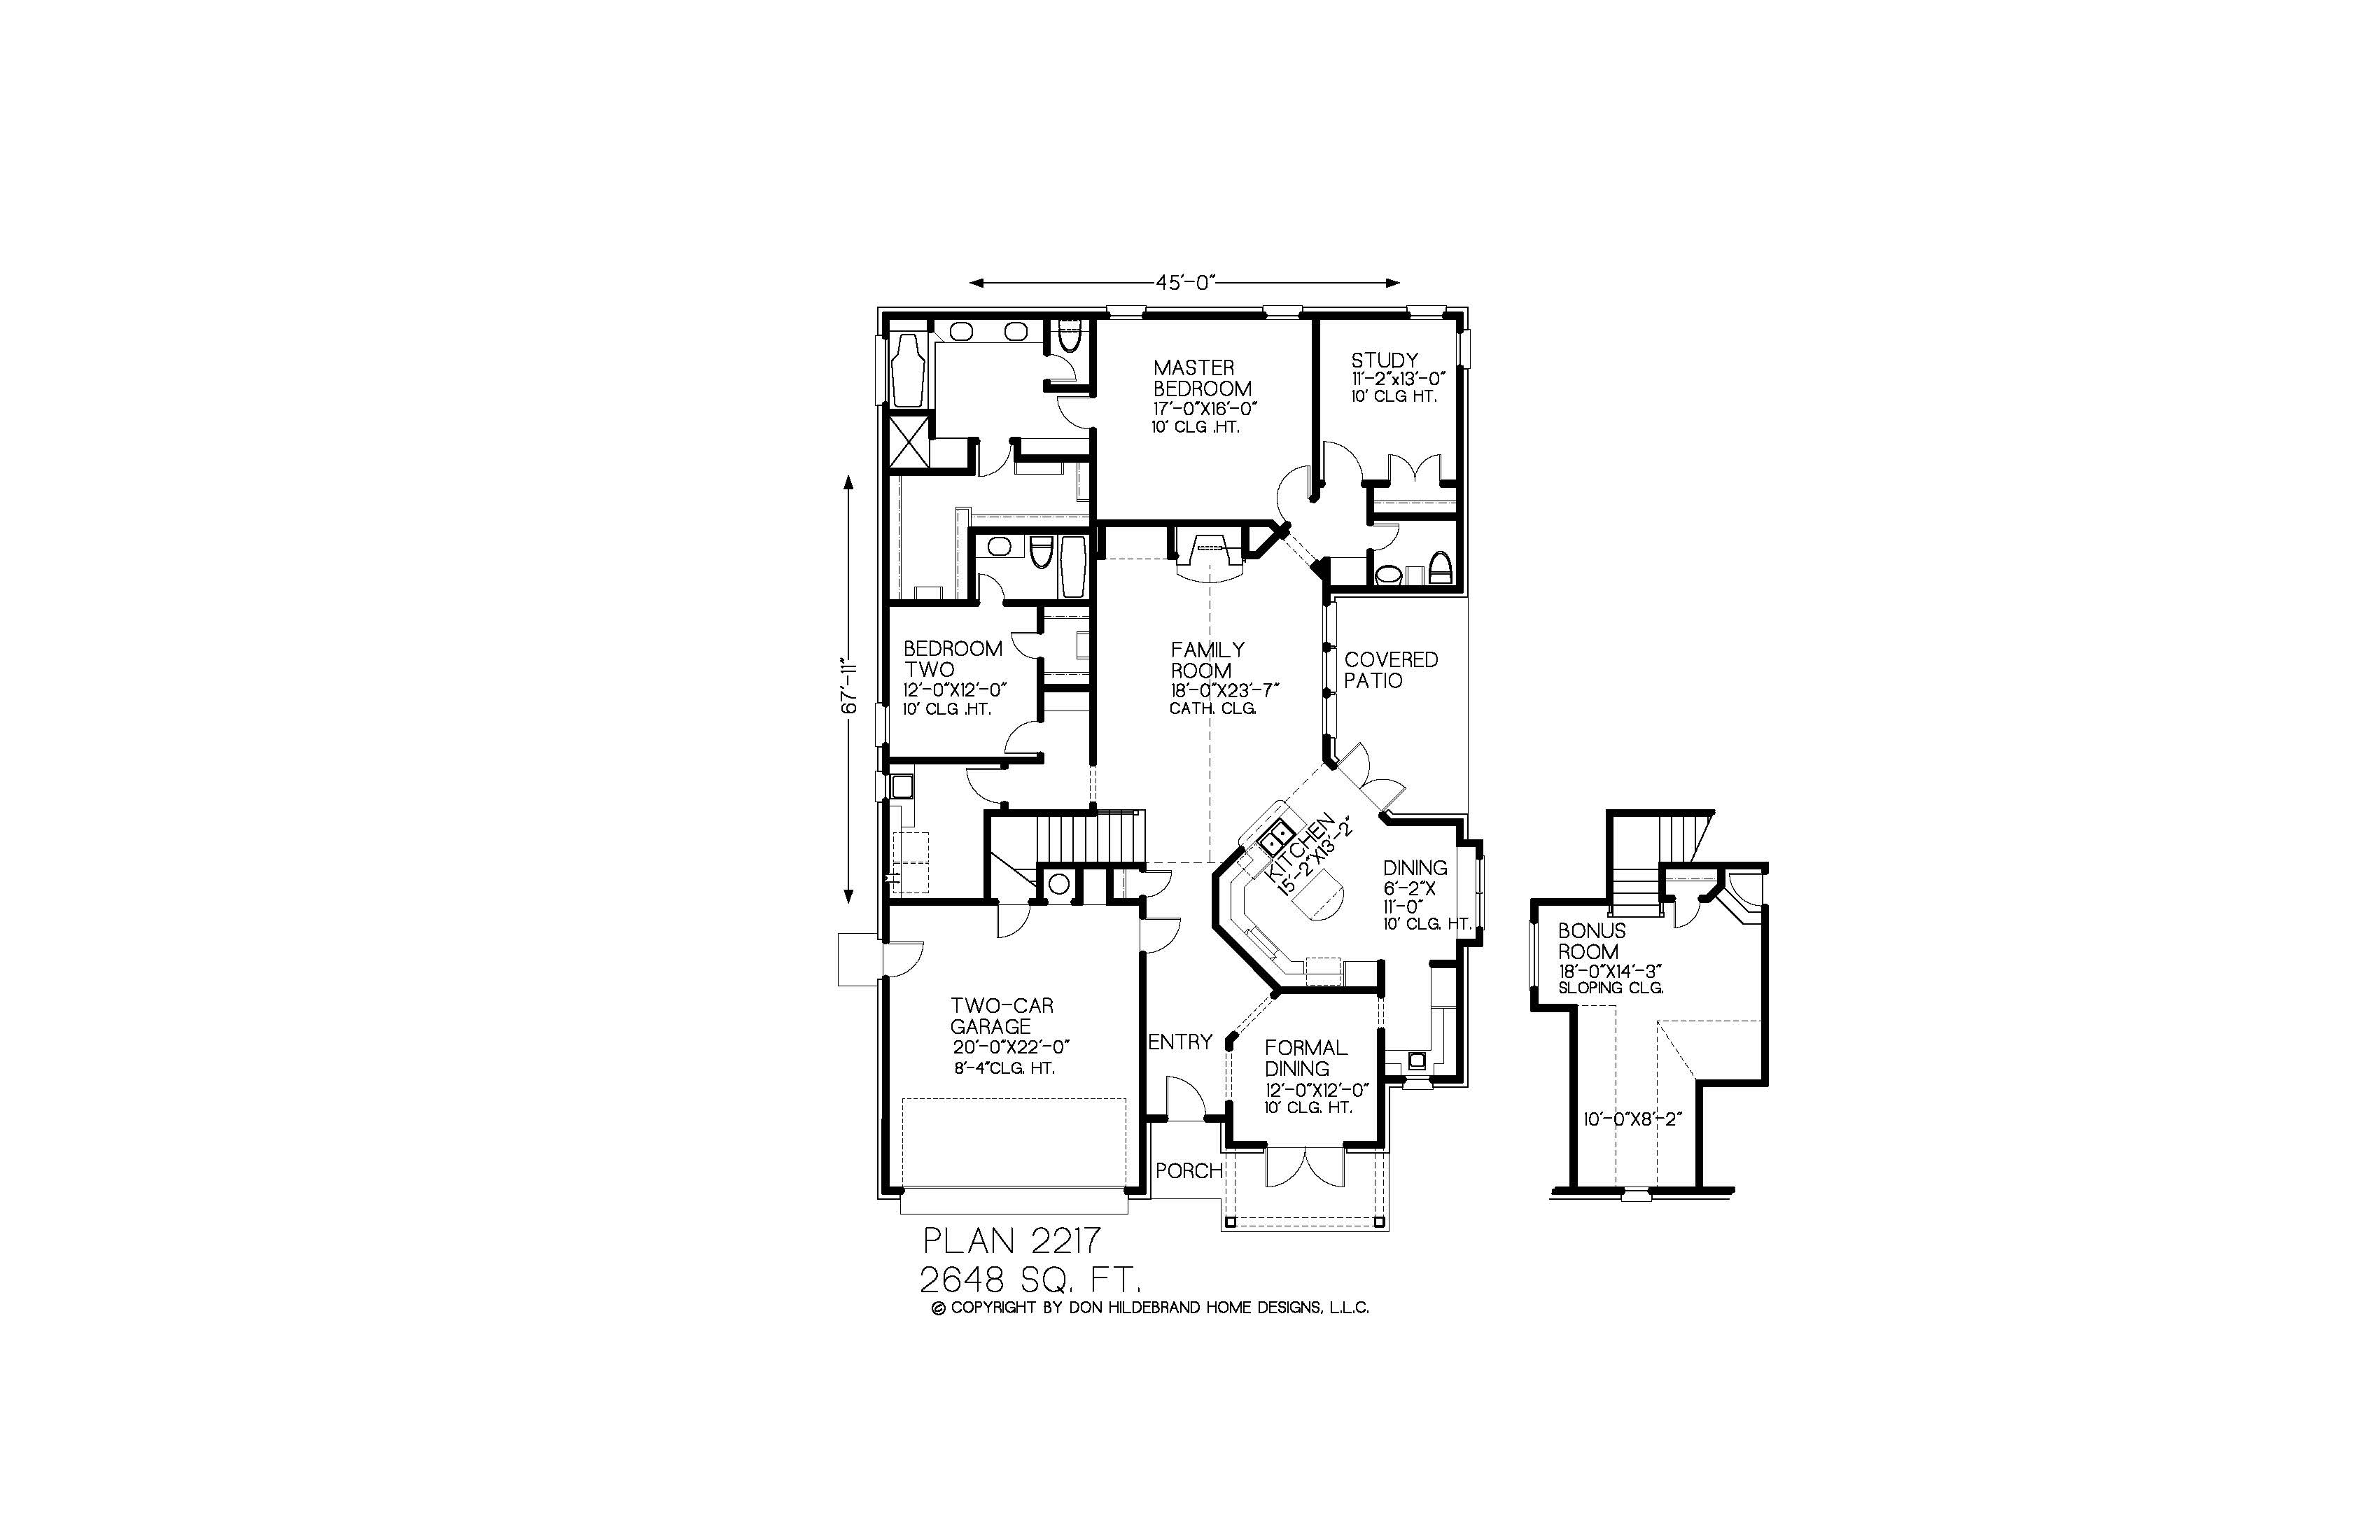 45'-0"
MASTER
BEDROOM
17'-0"X16'-0"
10' CLG .HT.
STUDY
11'-2"x13'-0"
10' CLG HT.
67'-11"
BEDROOM
TWO
12'-0"X12'-0"
10' CLG .HT.
FAMILY
ROOM
18'-0"X23'-7"
CATH. CLG.
COVERED
PATIO
KITCHEN
15'-2"X13'-2"
DINING
6'-2"X
11'-0"
10' CLG. HT.
BONUS
ROOM
18'-0"X14'-3"
SLOPING CLG.
10'-0"X8'-2"
TWO-CAR
GARAGE
20'-0"X22'-0"
8'-4"CLG. HT.
ENTRY
FORMAL
DINING
12'-0"X12'-0"
10' CLG. HT.
PORCH
PLAN 2217
2648 SQ. FT.
© COPYRIGHT BY DON HILDEBRAND HOME DESIGNS, L.L.C.